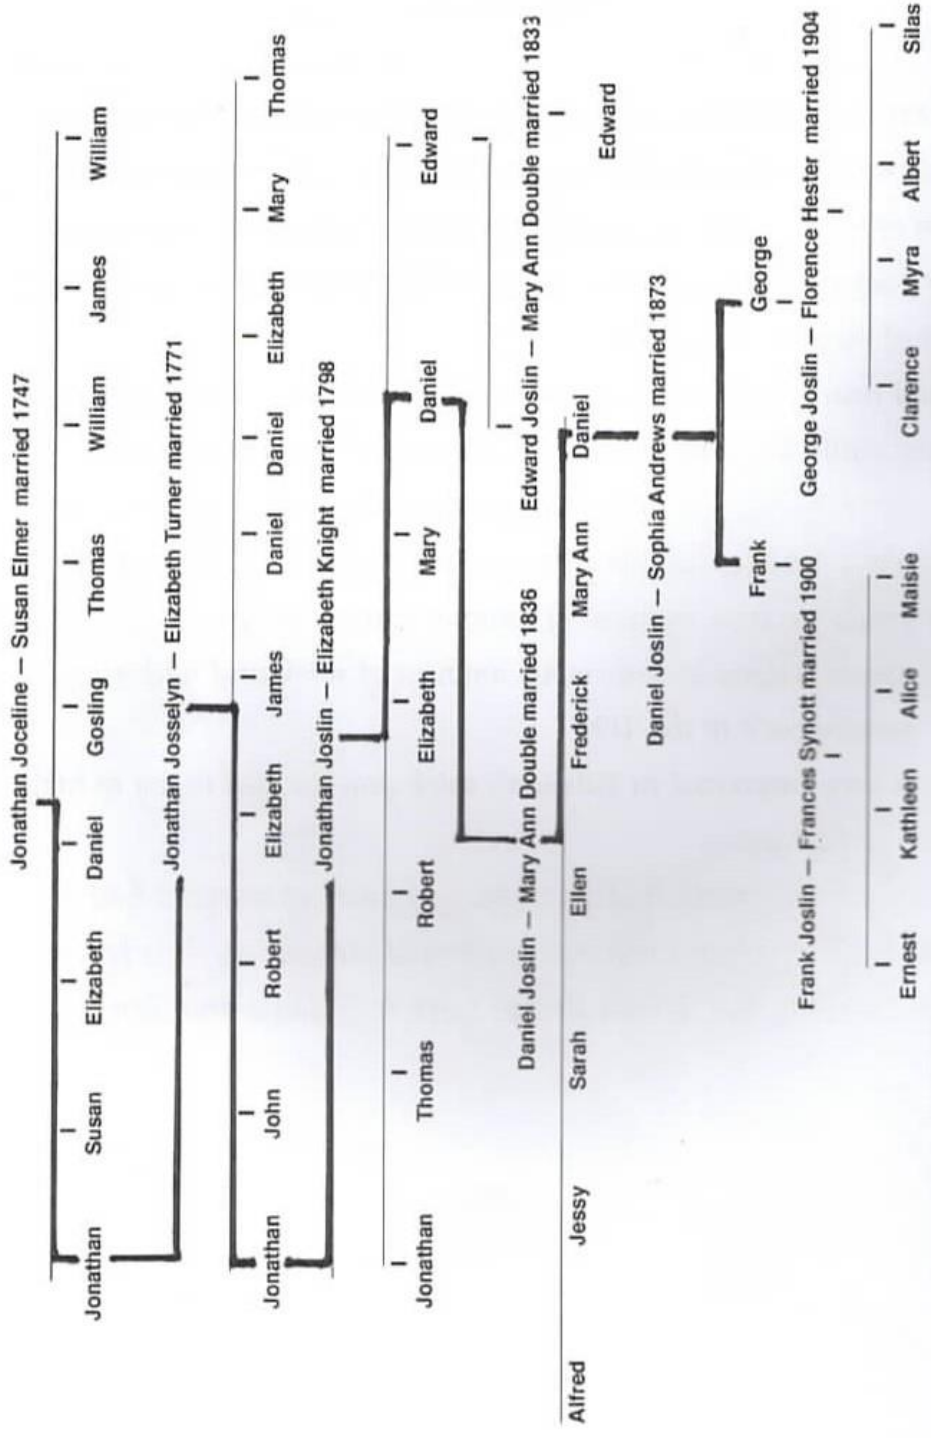 Jonathan Joceline — Susan Elmer married 1747
Jonathan Susan Elizabeth Daniel Gosling Thomas William James William
Jonathan Josselyn — Elizabeth Turner married 1771
Jonathan John Robert Elizabeth James Daniel Daniel Elizabeth Mary Thomas
Jonathan Joslin — Elizabeth Knight married 1798
Jonathan Thomas Robert Elizabeth Mary Daniel Edward
Daniel Joslin — Mary Ann Double married 1836 Edward Joslin — Mary Ann Double married 1833
Alfred Jessy Sarah Ellen Frederick Mary Ann Daniel
Edward
Daniel Joslin — Sophia Andrews married 1873
Frank George
Frank Joslin — Frances Synott married 1900 George Joslin — Florence Hester married 1904
Ernest Kathleen Alice Maisie Clarence Myra Albert Silas